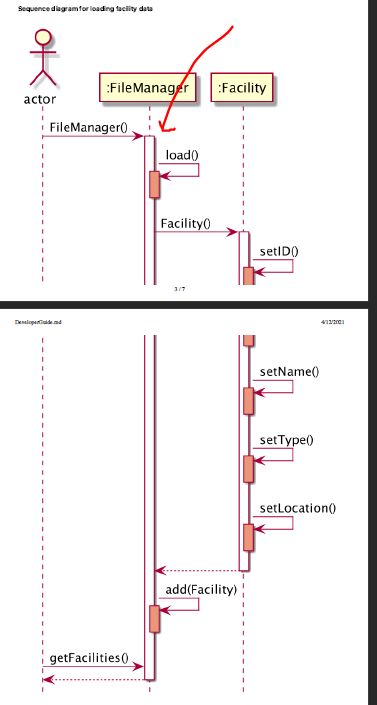 Sequence diagram for loading facility data
:FileManager
:Facility
actor
FileManager()
load()
Facility()
setID()
3 / 7
DeveloperGuide.md
4/12/2021
setName()
setType()
setLocation()
add(Facility)
getFacilities()